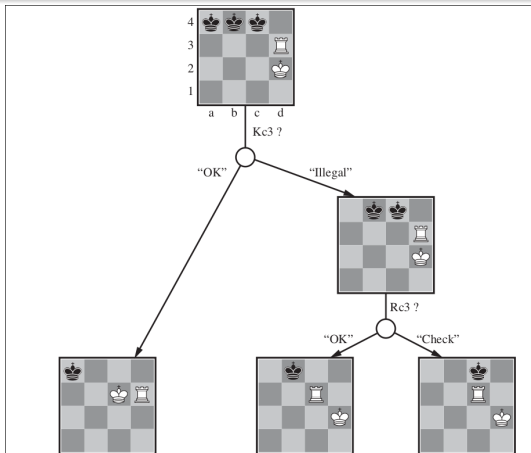 4
3
2
1
a b c d
Kc3 ?
“OK” “Illegal”
Rc3 ?
“OK” “Check”